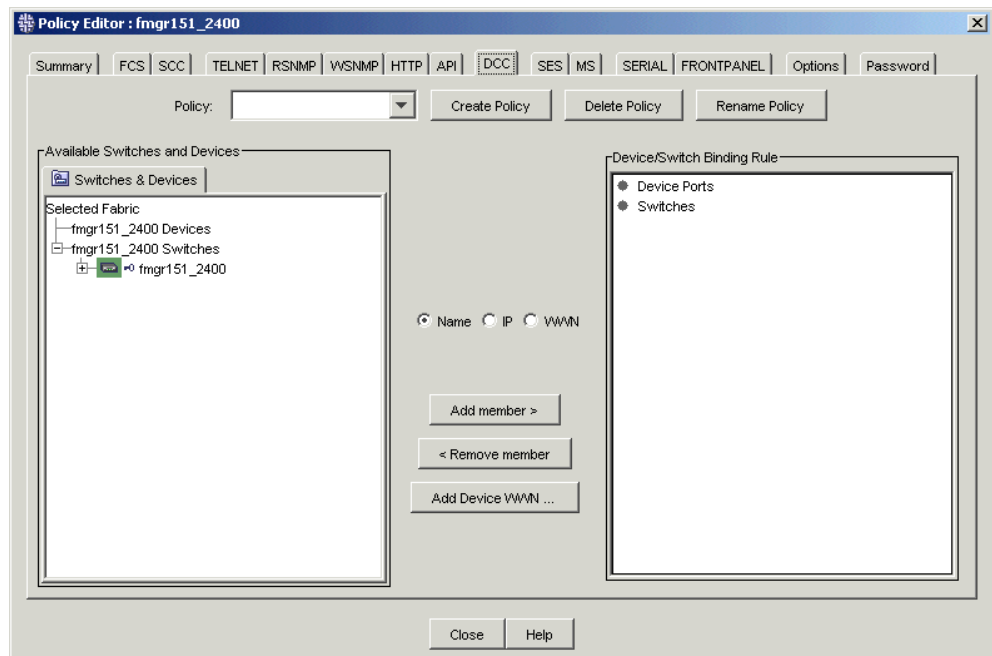 Policy Editor : fmgr151_2400
Summary FCS SCC TELNET RSNMP WSNMP HTTP API DCC SES MS SERIAL FRONTPANEL Options Password
Policy: Create Policy Delete Policy Rename Policy
Available Switches and Devices
Switches & Devices
Selected Fabric
fmgr151_2400 Devices
fmgr151_2400 Switches
fmgr151_2400
Name IP WWN
Add member >
< Remove member
Add Device WWN ...
Device/Switch Binding Rule
Device Ports
Switches
Close Help